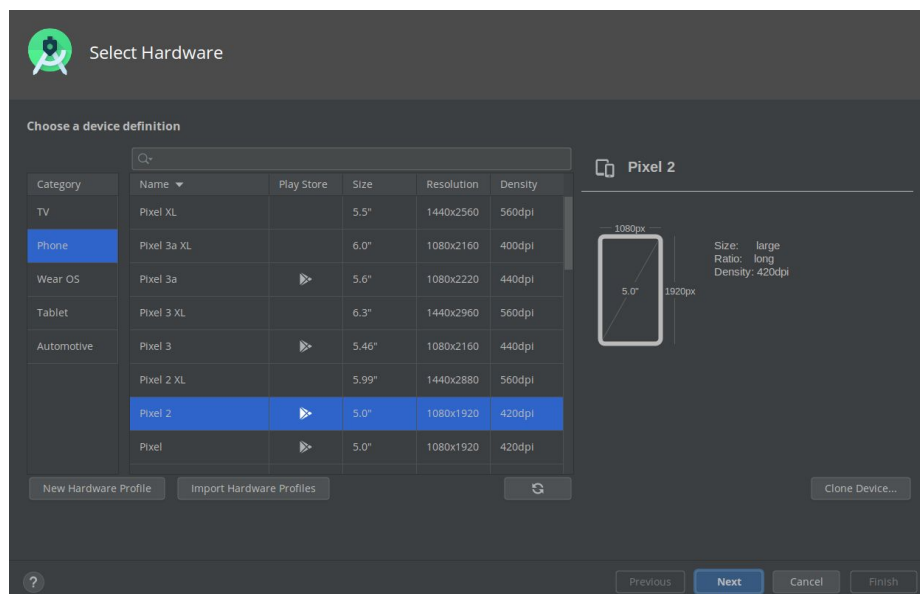 Select Hardware
Choose a device definition
Category Name Play Store Size Resolution Density
TV
Phone
Wear OS
Tablet
Automotive
Pixel XL 5.5" 1440x2560 560dpi
Pixel 3a XL 6.0" 1080x2160 400dpi
Pixel 3a 5.6" 1080x2220 440dpi
Pixel 3 XL 6.3" 1440x2960 560dpi
Pixel 3 5.46" 1080x2160 440dpi
Pixel 2 XL 5.99" 1440x2880 560dpi
Pixel 2 5.0" 1080x1920 420dpi
Pixel 5.0" 1080x1920 420dpi
New Hardware Profile Import Hardware Profiles
Pixel 2
1080px
5.0"
1920px
Size: large
Ratio: long
Density: 420dpi
Clone Device...
? Previous Next Cancel Finish